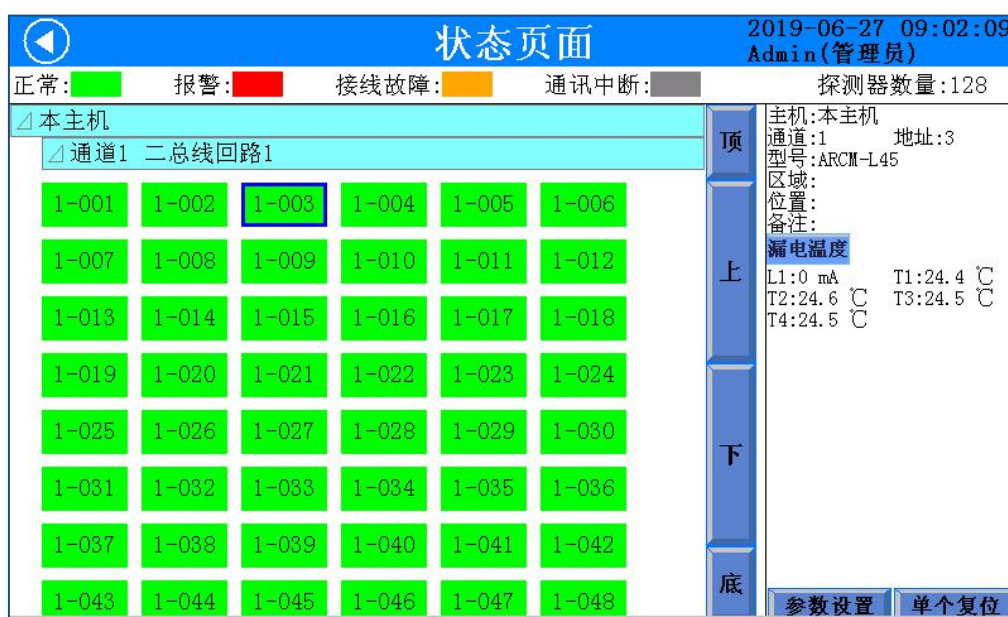 状态页面
2019-06-27 09:02:09
Admin(管理员)
正常: 报警: 接线故障: 通讯中断: 探测器数量:128
本主机
通道1 二总线回路1
1-001 1-002 1-003 1-004 1-005 1-006
1-007 1-008 1-009 1-010 1-011 1-012
1-013 1-014 1-015 1-016 1-017 1-018
1-019 1-020 1-021 1-022 1-023 1-024
1-025 1-026 1-027 1-028 1-029 1-030
1-031 1-032 1-033 1-034 1-035 1-036
1-037 1-038 1-039 1-040 1-041 1-042
1-043 1-044 1-045 1-046 1-047 1-048
顶
上
下
底
主机:本主机
通道:1 地址:3
型号:ARCM-L45
区域:
位置:
备注:
漏电温度
L1:0 mA T1:24.4 ℃
T2:24.6 ℃ T3:24.5 ℃
T4:24.5 ℃
参数设置 单个复位